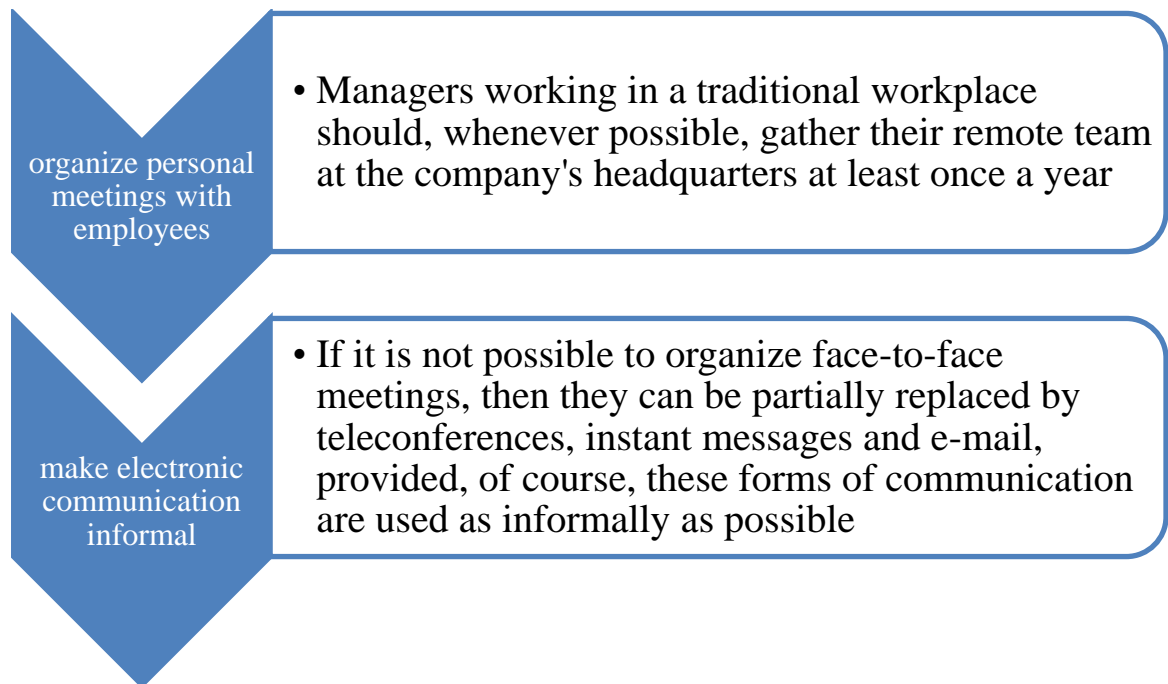 organize personal
meetings with
employees
• Managers working in a traditional workplace
should, whenever possible, gather their remote team
at the company's headquarters at least once a year
make electronic
communication
informal
• If it is not possible to organize face-to-face
meetings, then they can be partially replaced by
teleconferences, instant messages and e-mail,
provided, of course, these forms of communication
are used as informally as possible